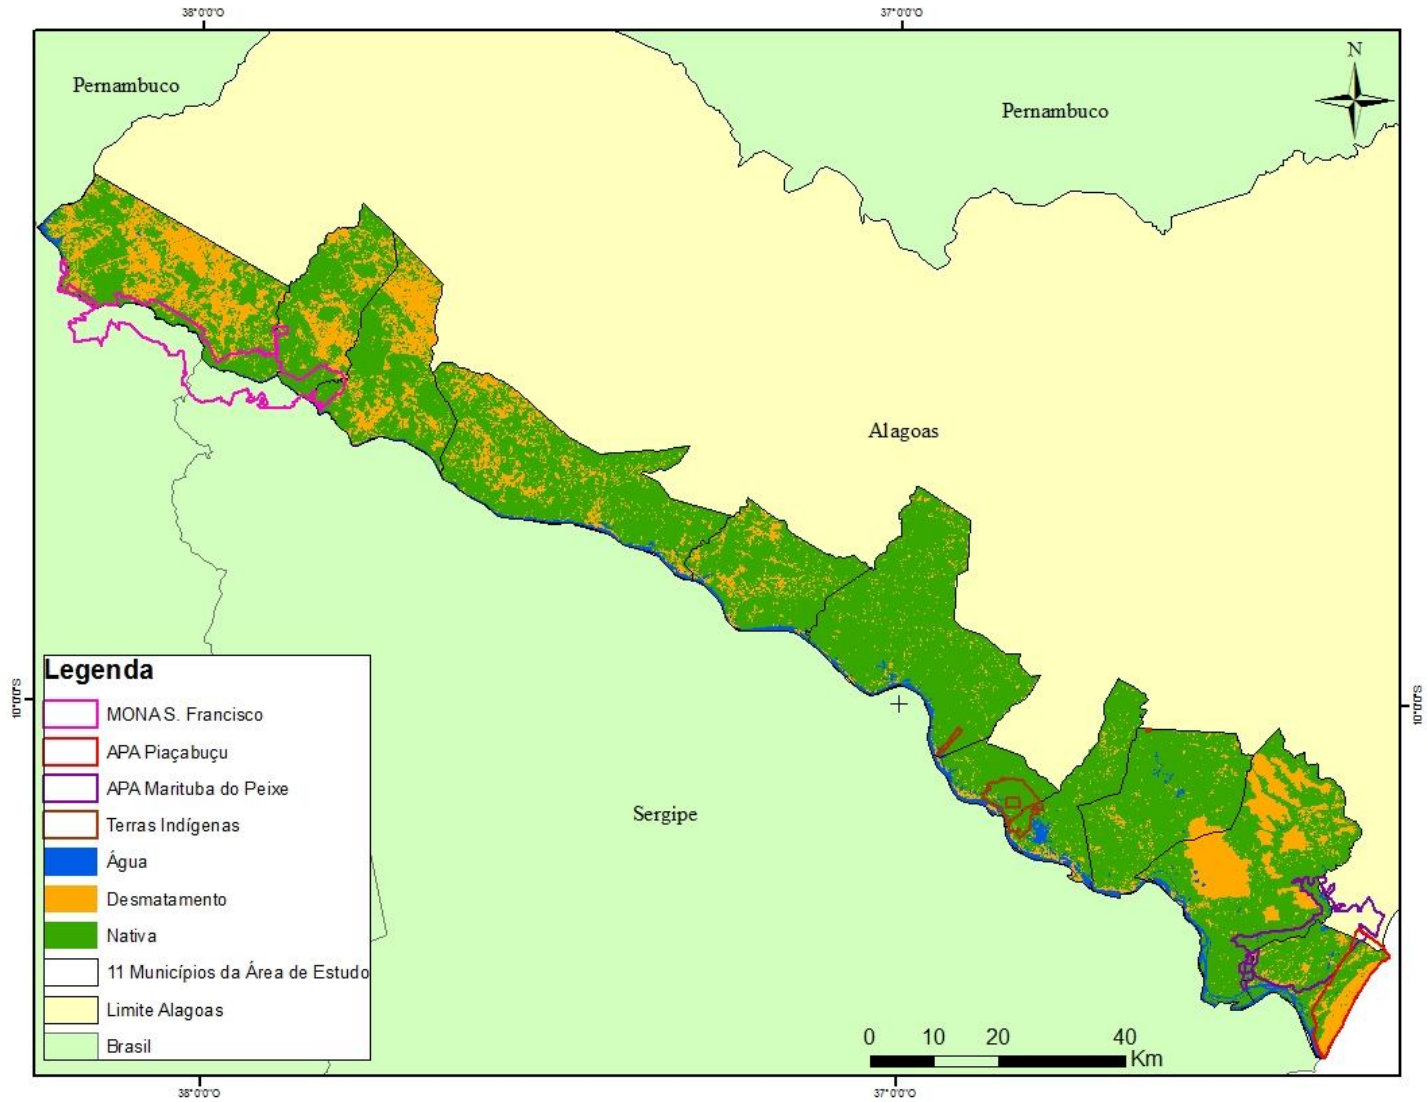 38°0'0"O
37°0'0"O
N
Pernambuco
Pernambuco
Alagoas
10°0'0"S
10°0'0"S
Sergipe
Legenda
MONA S. Francisco
APA Piaçabuçu
APA Marituba do Peixe
Terras Indígenas
Água
Desmatamento
Nativa
11 Municípios da Área de Estudo
Limite Alagoas
Brasil
0 10 20 40
Km
38°0'0"O
37°0'0"O